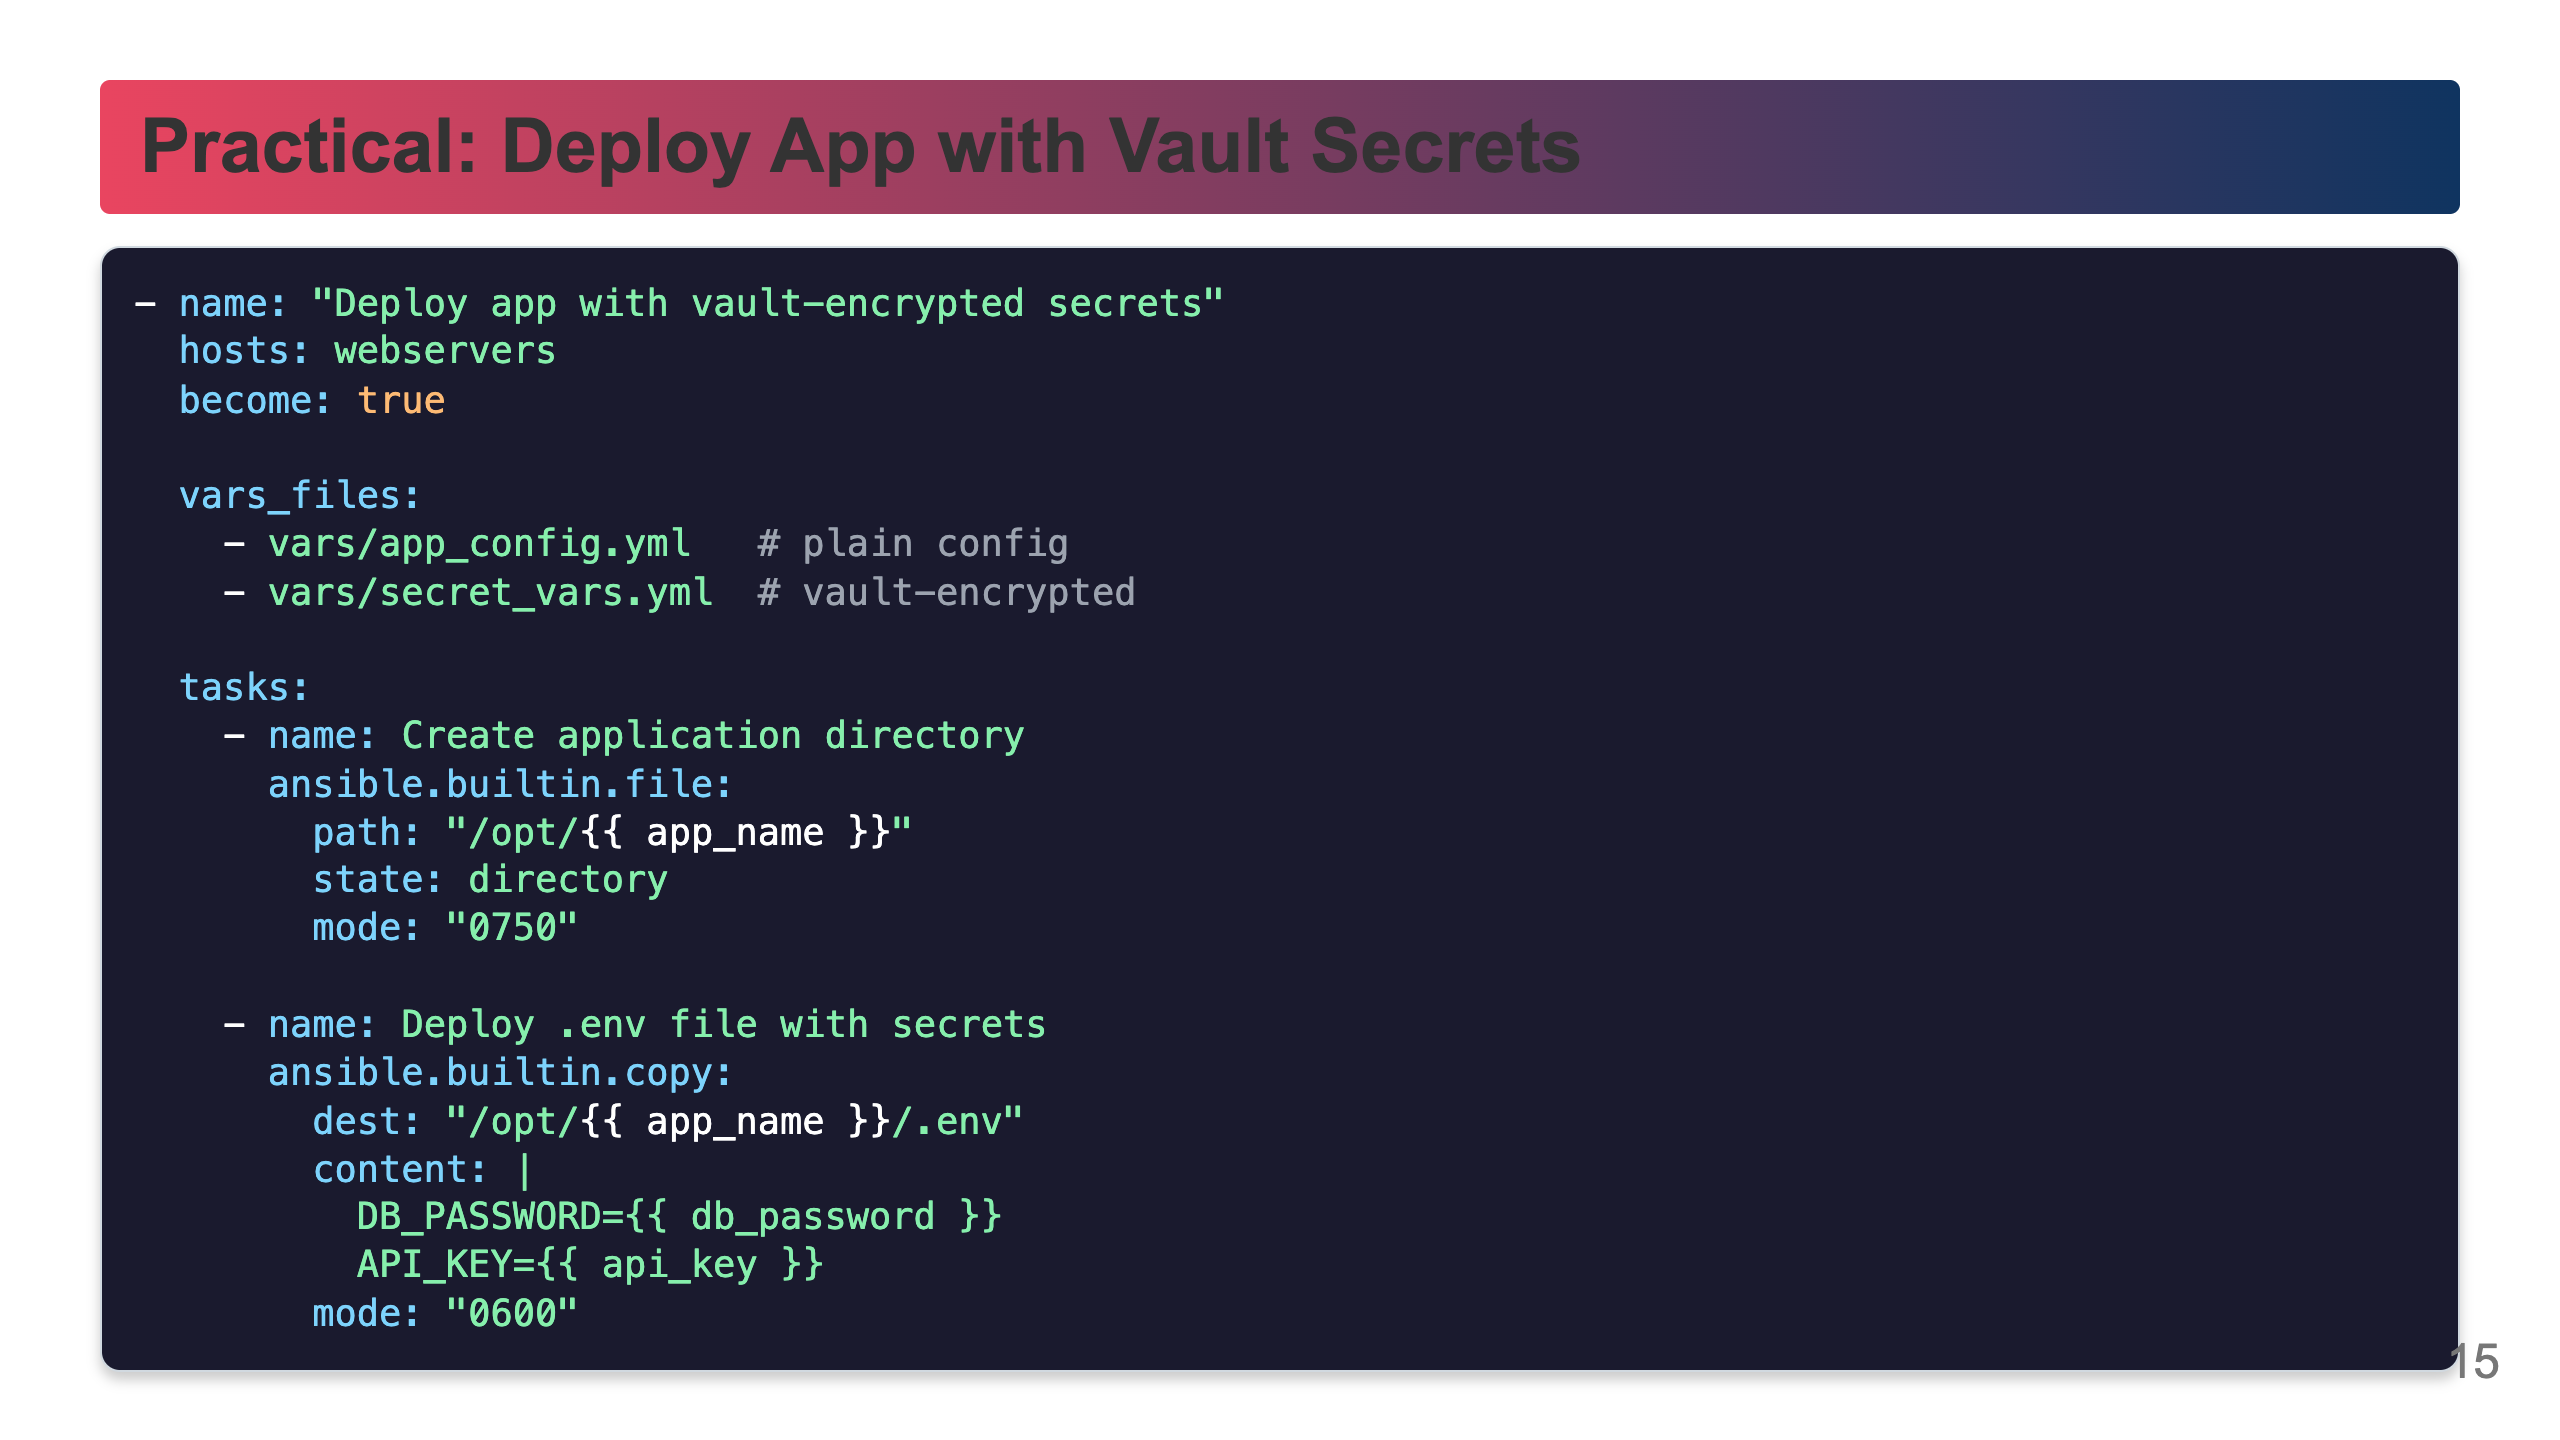 Practical: Deploy App with Vault Secrets
- name: "Deploy app with vault-encrypted secrets"
  hosts: webservers
  become: true

  vars_files:
    - vars/app_config.yml   # plain config
    - vars/secret_vars.yml  # vault-encrypted

  tasks:
    - name: Create application directory
      ansible.builtin.file:
        path: "/opt/{{ app_name }}"
        state: directory
        mode: "0750"

    - name: Deploy .env file with secrets
      ansible.builtin.copy:
        dest: "/opt/{{ app_name }}/.env"
        content: |
          DB_PASSWORD={{ db_password }}
          API_KEY={{ api_key }}
        mode: "0600"
15